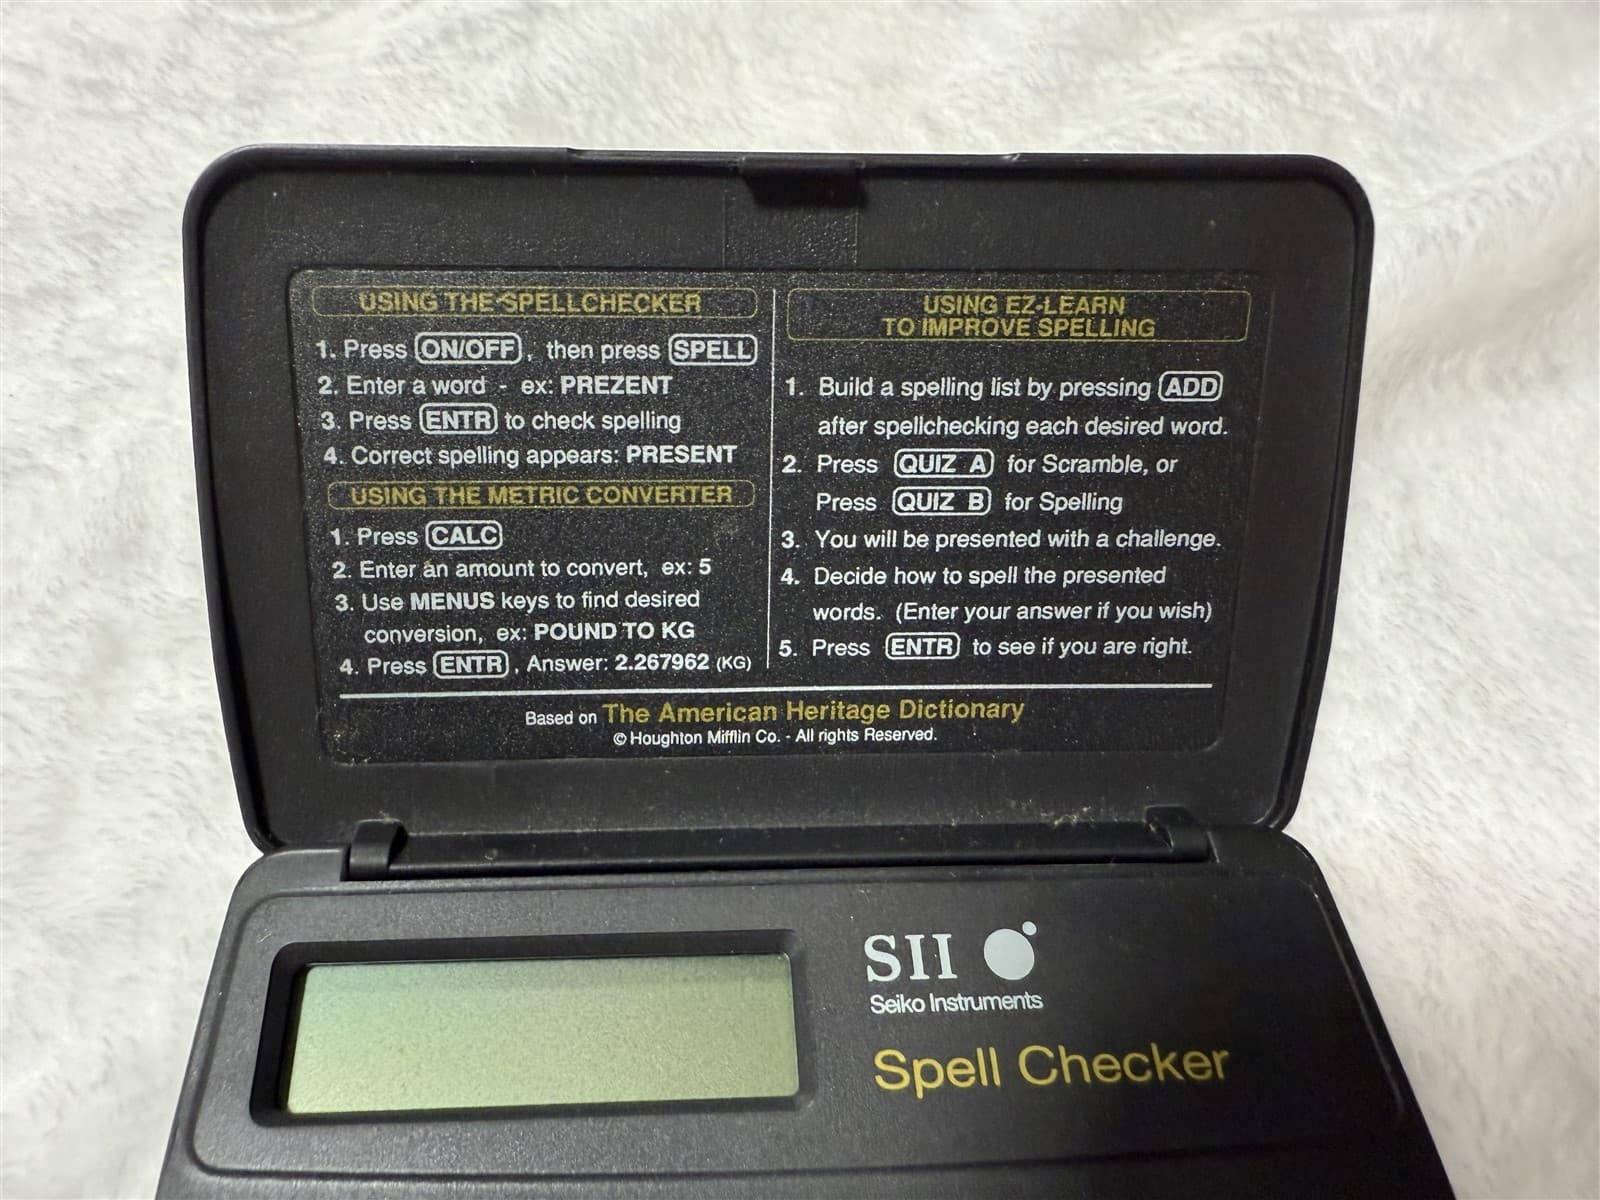 USING THE SPELLCHECKER
1. Press ON/OFF, then press SPELL
2. Enter a word - ex: PREZENT
3. Press ENTR to check spelling
4. Correct spelling appears: PRESENT
USING THE METRIC CONVERTER
1. Press CALC
2. Enter an amount to convert, ex: 5
3. Use MENUS keys to find desired
conversion, ex: POUND TO KG
4. Press ENTR, Answer: 2.267962 (KG)
USING EZ-LEARN
TO IMPROVE SPELLING
1. Build a spelling list by pressing ADD
after spellchecking each desired word.
2. Press QUIZ A for Scramble, or
Press QUIZ B for Spelling
3. You will be presented with a challenge.
4. Decide how to spell the presented
words. (Enter your answer if you wish)
5. Press ENTR to see if you are right.
Based on The American Heritage Dictionary
© Houghton Mifflin Co. - All rights Reserved.
SII
Seiko Instruments
Spell Checker